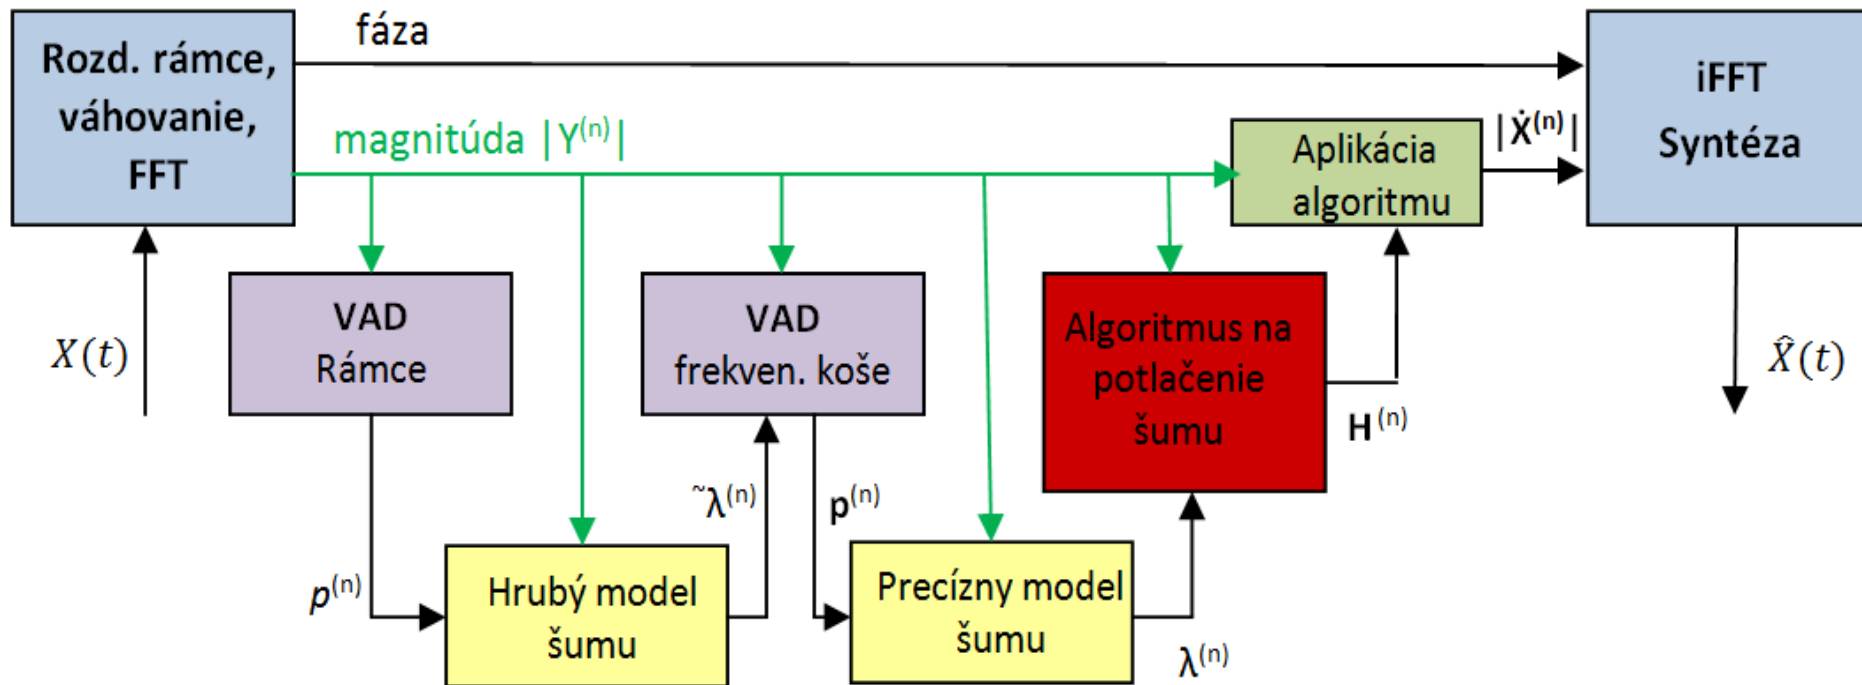 Rozd. rámce,
váhovanie,
FFT
fáza
magnitúda |Y⁽ⁿ⁾|
Aplikácia
algoritmu
|Ẋ⁽ⁿ⁾|
iFFT
Syntéza
X(t)
VAD
Rámce
VAD
frekven. koše
Algoritmus na
potlačenie
šumu
H⁽ⁿ⁾
X̂(t)
p⁽ⁿ⁾
Hrubý model
šumu
~λ⁽ⁿ⁾
p⁽ⁿ⁾
Precízny model
šumu
λ⁽ⁿ⁾